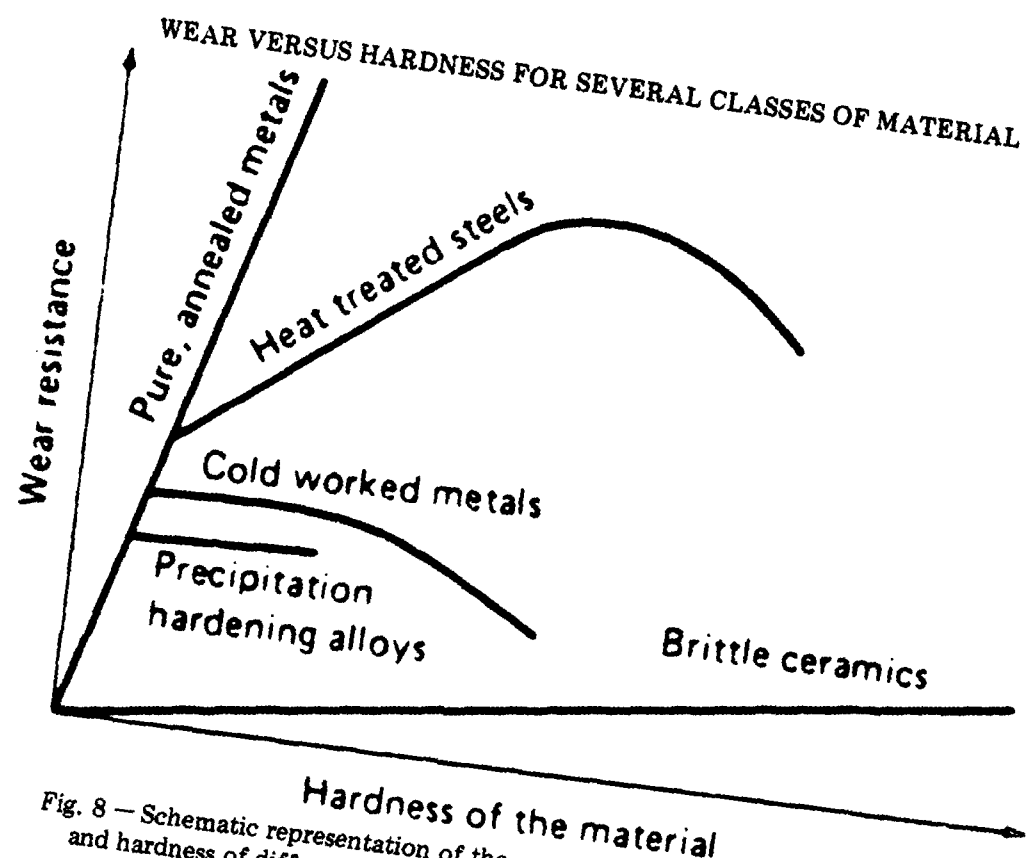 WEAR VERSUS HARDNESS FOR SEVERAL CLASSES OF MATERIAL
Wear resistance
Pure, annealed metals
Heat treated steels
Cold worked metals
Precipitation
hardening alloys
Brittle ceramics
Hardness of the material
Fig. 8 — Schematic representation of the
and hardness of